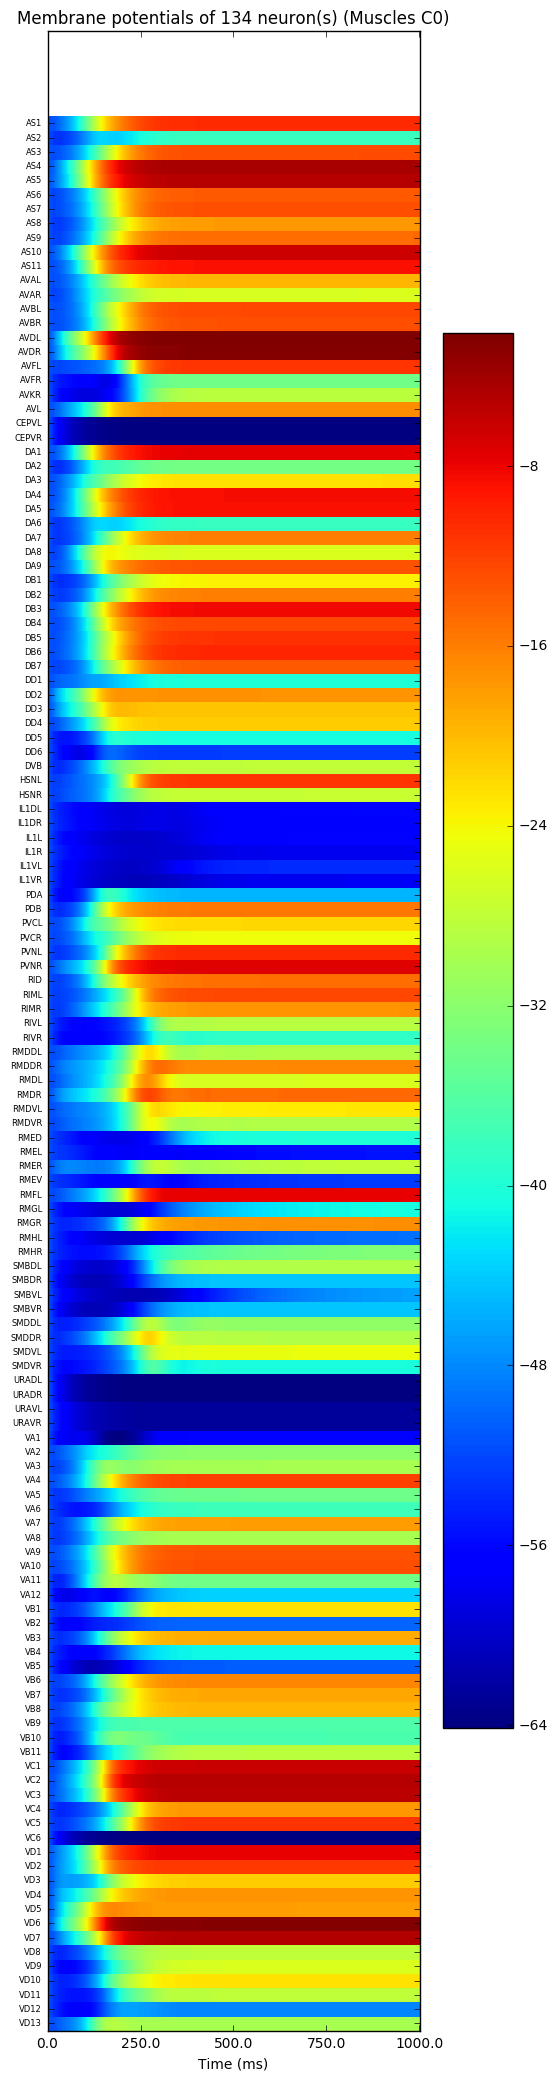 Membrane potentials of 134 neuron(s) (Muscles C0)
AS1
AS2
AS3
AS4
AS5
AS6
AS7
AS8
AS9
AS10
AS11
AVAL
AVAR
AVBL
AVBR
AVDL
AVDR
AVFL
AVFR
AVKR
AVL
CEPVL
CEPVR
DA1
DA2
DA3
DA4
DA5
DA6
DA7
DA8
DA9
DB1
DB2
DB3
DB4
DB5
DB6
DB7
DD1
DD2
DD3
DD4
DD5
DD6
DVB
HSNL
HSNR
IL1DL
IL1DR
IL1L
IL1R
IL1VL
IL1VR
PDA
PDB
PVCL
PVCR
PVNL
PVNR
RID
RIML
RIMR
RIVL
RIVR
RMDDL
RMDDR
RMDL
RMDR
RMDVL
RMDVR
RMED
RMEL
RMER
RMEV
RMFL
RMGL
RMGR
RMHL
RMHR
SMBDL
SMBDR
SMBVL
SMBVR
SMDDL
SMDDR
SMDVL
SMDVR
URADL
URADR
URAVL
URAVR
VA1
VA2
VA3
VA4
VA5
VA6
VA7
VA8
VA9
VA10
VA11
VA12
VB1
VB2
VB3
VB4
VB5
VB6
VB7
VB8
VB9
VB10
VB11
VC1
VC2
VC3
VC4
VC5
VC6
VD1
VD2
VD3
VD4
VD5
VD6
VD7
VD8
VD9
VD10
VD11
VD12
VD13
0.0 250.0 500.0 750.0 1000.0
Time (ms)
−8
−16
−24
−32
−40
−48
−56
−64